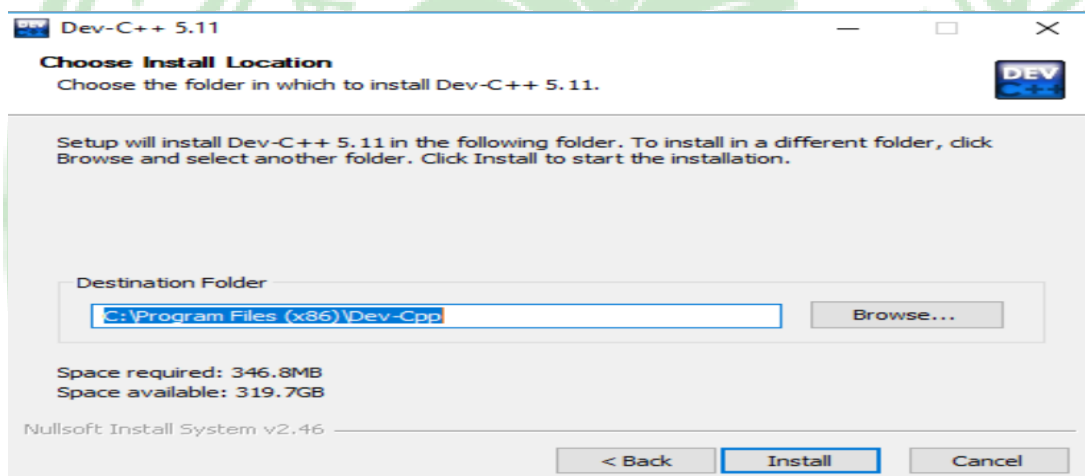 Dev-C++ 5.11
Choose Install Location
Choose the folder in which to install Dev-C++ 5.11.
DEV
C++
Setup will install Dev-C++ 5.11 in the following folder. To install in a different folder, click
Browse and select another folder. Click Install to start the installation.
Destination Folder
C:\Program Files (x86)\Dev-Cpp
Browse...
Space required: 346.8MB
Space available: 319.7GB
Nullsoft Install System v2.46
< Back
Install
Cancel